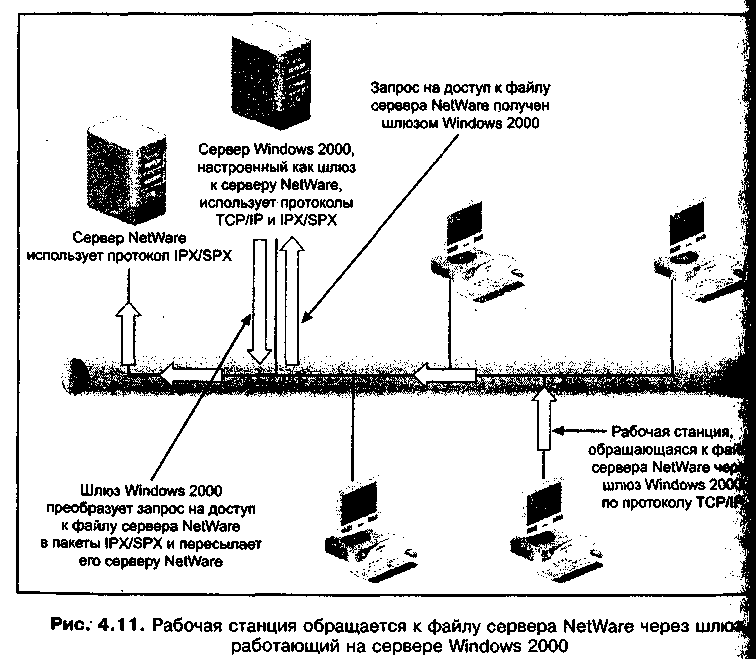 Запрос на доступ к файлу
сервера NetWare получен
шлюзом Windows 2000
Сервер Windows 2000,
настроенный как шлюз
к серверу NetWare,
использует протоколы
TCP/IP и IPX/SPX
Сервер NetWare
использует протокол IPX/SPX
Рабочая станция,
обращающаяся к
сервера NetWare
шлюз Windows 2000
по протоколу TCP/IP
Шлюз Windows 2000
преобразует запрос на доступ
к файлу сервера NetWare
в пакеты IPX/SPX и пересылает
его серверу NetWare
Рис. 4.11. Рабочая станция обращается к файлу сервера NetWare через
работающий на сервере Windows 2000